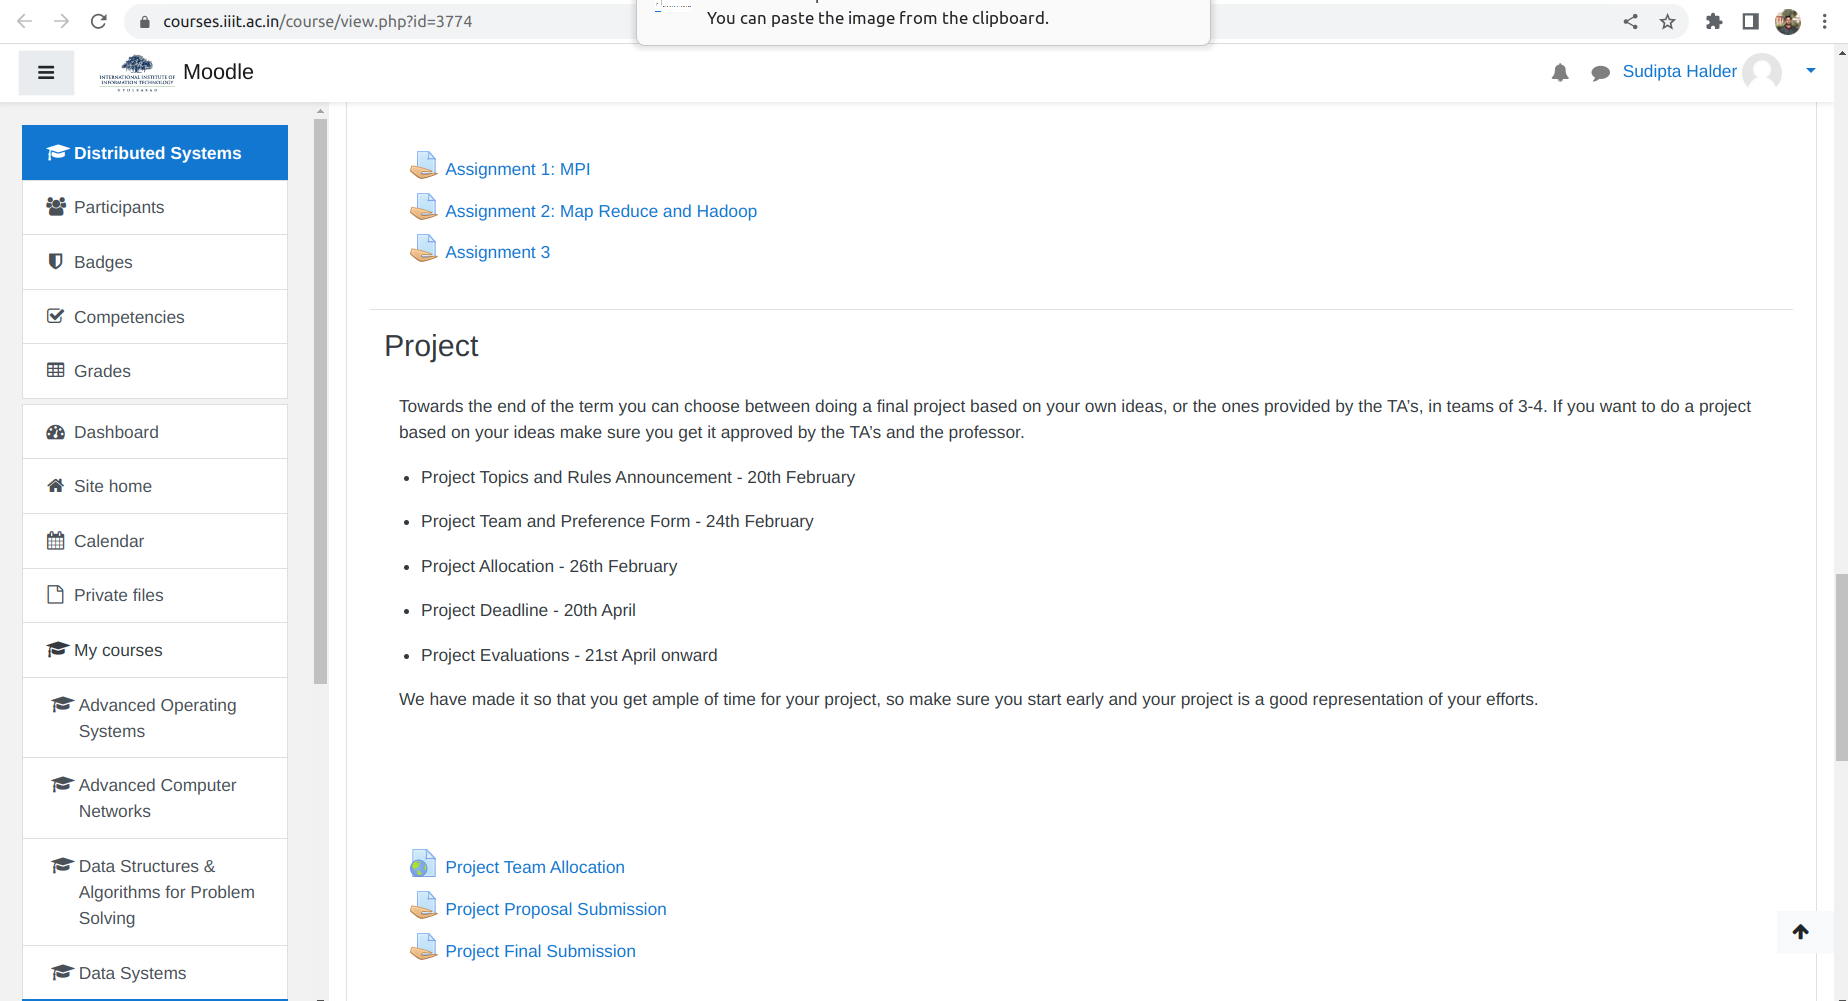 courses.iiit.ac.in/course/view.php?id=3774
You can paste the image from the clipboard.
INTERNATIONAL INSTITUTE OF
INFORMATION TECHNOLOGY
HYDERABAD
Moodle
Sudipta Halder
Distributed Systems
Participants
Badges
Competencies
Grades
Dashboard
Site home
Calendar
Private files
My courses
Advanced Operating
Systems
Advanced Computer
Networks
Data Structures &
Algorithms for Problem
Solving
Data Systems
Assignment 1: MPI
Assignment 2: Map Reduce and Hadoop
Assignment 3
Project
Towards the end of the term you can choose between doing a final project based on your own ideas, or the ones provided by the TA's, in teams of 3-4. If you want to do a project
based on your ideas make sure you get it approved by the TA's and the professor.
• Project Topics and Rules Announcement - 20th February
• Project Team and Preference Form - 24th February
• Project Allocation - 26th February
• Project Deadline - 20th April
• Project Evaluations - 21st April onward
We have made it so that you get ample of time for your project, so make sure you start early and your project is a good representation of your efforts.
Project Team Allocation
Project Proposal Submission
Project Final Submission